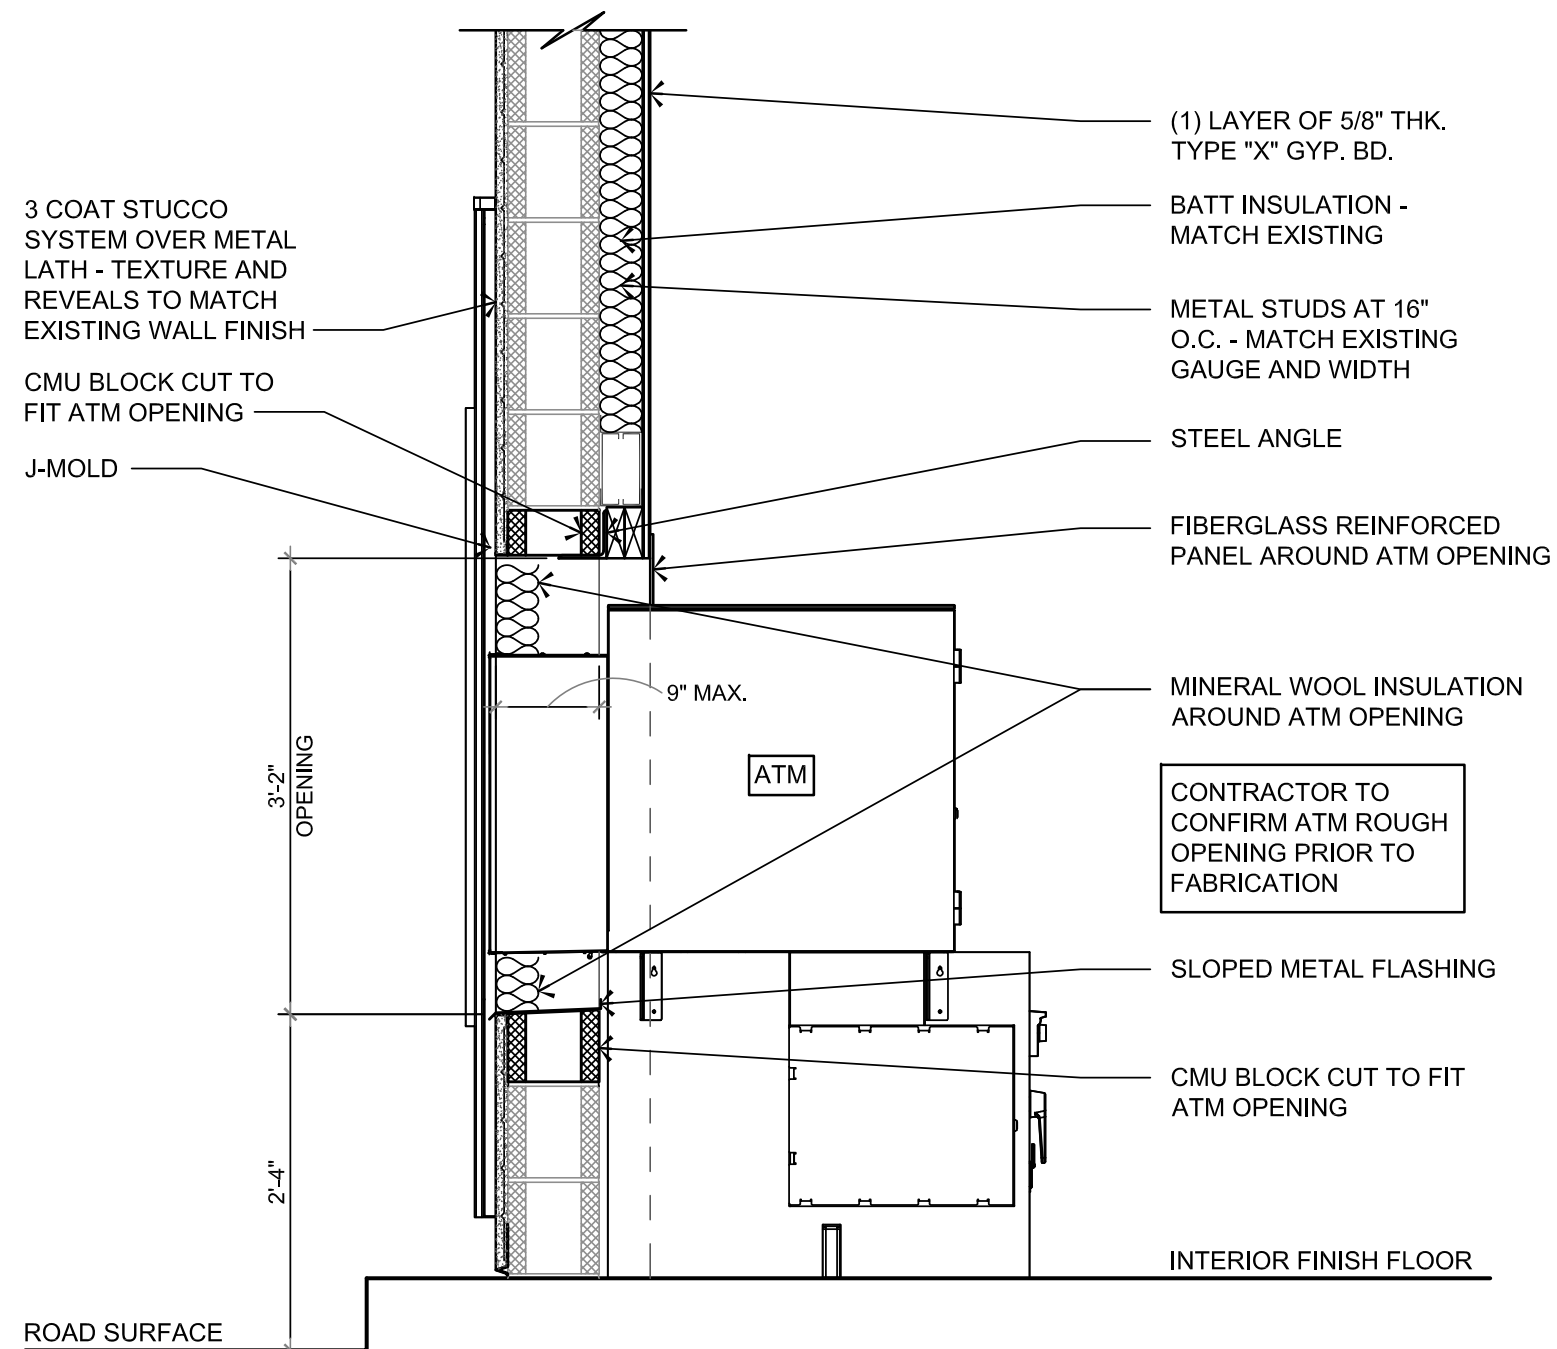 (1) LAYER OF 5/8" THK.
TYPE "X" GYP. BD.
BATT INSULATION -
MATCH EXISTING
METAL STUDS AT 16"
O.C. - MATCH EXISTING
GAUGE AND WIDTH
STEEL ANGLE
FIBERGLASS REINFORCED
PANEL AROUND ATM OPENING
MINERAL WOOL INSULATION
AROUND ATM OPENING
CONTRACTOR TO
CONFIRM ATM ROUGH
OPENING PRIOR TO
FABRICATION
SLOPED METAL FLASHING
CMU BLOCK CUT TO FIT
ATM OPENING
INTERIOR FINISH FLOOR
3 COAT STUCCO
SYSTEM OVER METAL
LATH - TEXTURE AND
REVEALS TO MATCH
EXISTING WALL FINISH
CMU BLOCK CUT TO
FIT ATM OPENING
J-MOLD
9" MAX.
ATM
3'-2"
OPENING
2'-4"
ROAD SURFACE